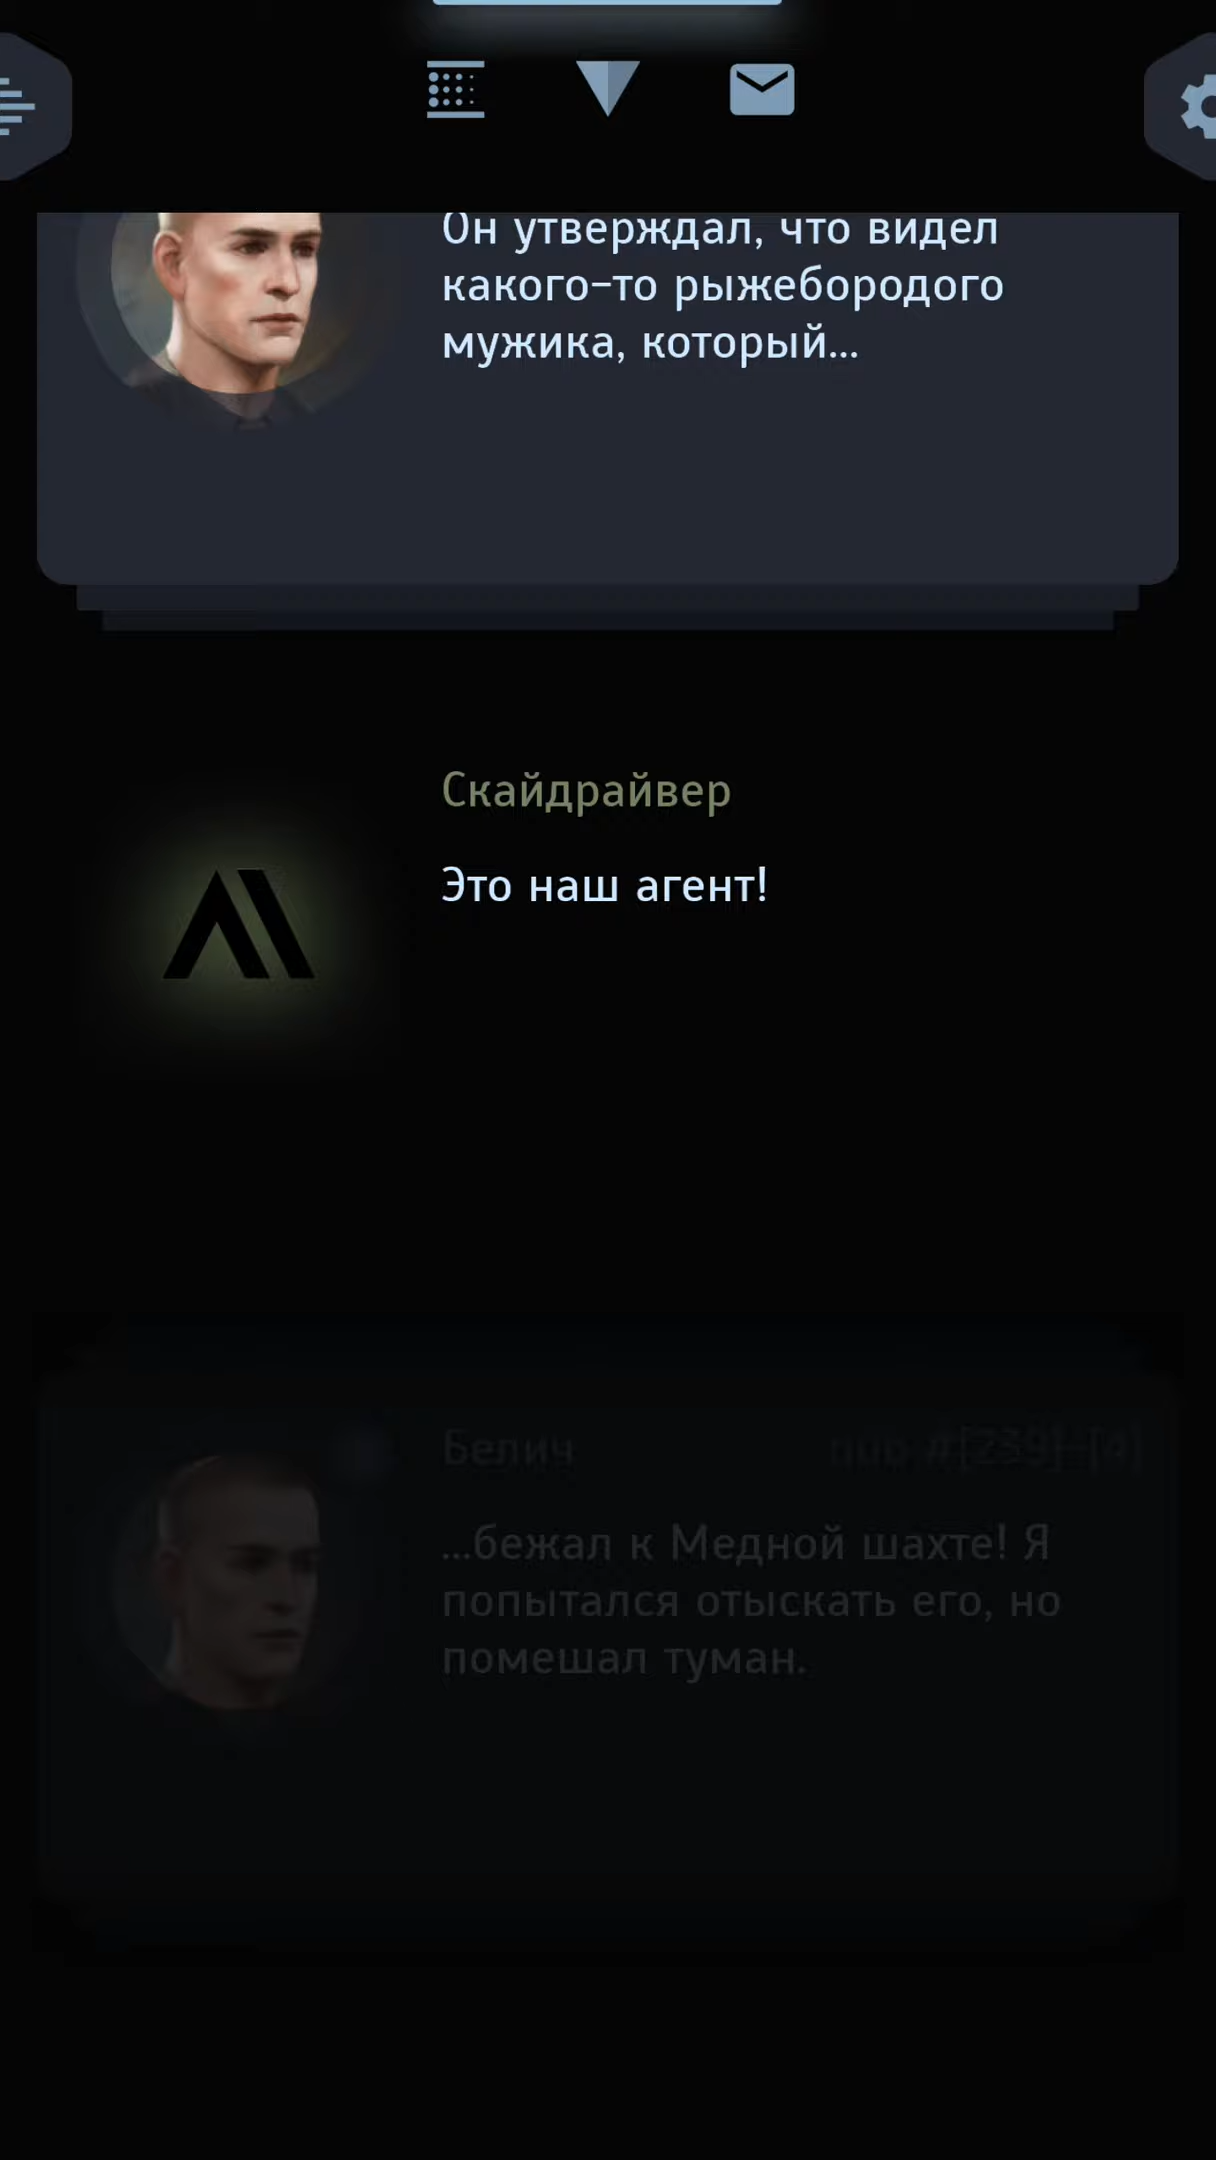 Он утверждал, что видел
какого-то рыжебородого
мужика, который...
Скайдрайвер
Это наш агент!
Белич
...бежал к Медной шахте! Я
попытался отыскать его, но
помешал туман.